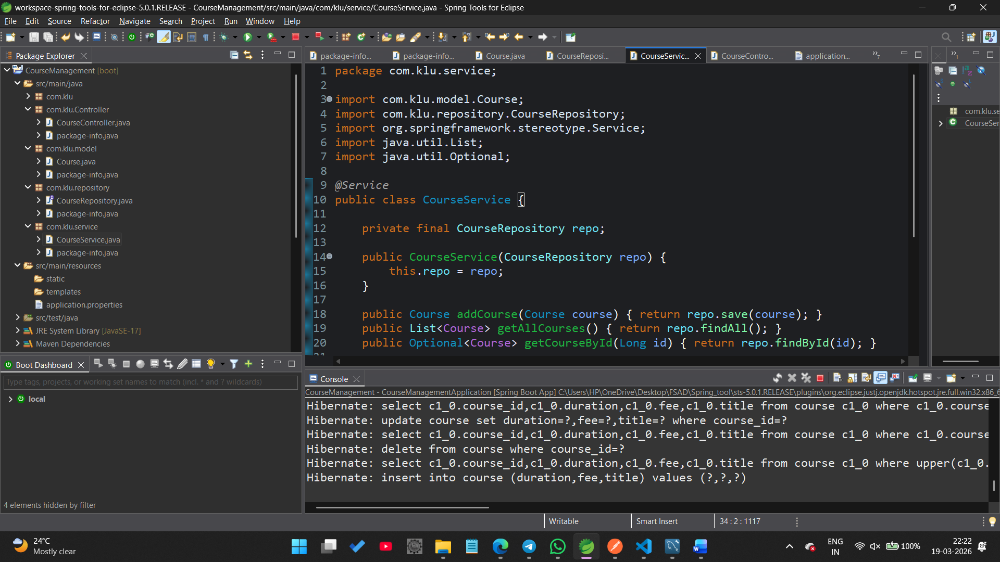 workspace-spring-tools-for-eclipse-5.0.1.RELEASE - CourseManagement/src/main/java/com/klu/service/CourseService.java - Spring Tools for Eclipse
File Edit Source Refactor Navigate Search Project Run Window Help
Package Explorer
CourseManagement [boot]
src/main/java
com.klu
com.klu.Controller
CourseController.java
package-info.java
com.klu.model
Course.java
package-info.java
com.klu.repository
CourseRepository.java
package-info.java
com.klu.service
CourseService.java
package-info.java
src/main/resources
static
templates
application.properties
src/test/java
JRE System Library [JavaSE-17]
Maven Dependencies
Boot Dashboard
Type tags, projects, or working set names to match (incl. * and ? wildcards)
local
4 elements hidden by filter
package-info... package-info... Course.java CourseReposi... CourseServic... CourseContro... application... 7
1 package com.klu.service;
2
3 import com.klu.model.Course;
4 import com.klu.repository.CourseRepository;
5 import org.springframework.stereotype.Service;
6 import java.util.List;
7 import java.util.Optional;
8
9 @Service
10 public class CourseService {
11
12 private final CourseRepository repo;
13
14 public CourseService(CourseRepository repo) {
15 this.repo = repo;
16 }
17
18 public Course addCourse(Course course) { return repo.save(course); }
19 public List<Course> getAllCourses() { return repo.findAll(); }
20 public Optional<Course> getCourseById(Long id) { return repo.findById(id); }
1
com.klu.se
CourseSer
Console
CourseManagement - CourseManagementApplication [Spring Boot App] C:\Users\HP\OneDrive\Desktop\FSAD\Spring_tool\sts-5.0.1.RELEASE\plugins\org.eclipse.justj.openjdk.hotspot.jre.full.win32.x86_6
Hibernate: select c1_0.course_id,c1_0.duration,c1_0.fee,c1_0.title from course c1_0 where c1_0.course
Hibernate: update course set duration=?,fee=?,title=? where course_id=?
Hibernate: select c1_0.course_id,c1_0.duration,c1_0.fee,c1_0.title from course c1_0 where c1_0.course
Hibernate: delete from course where course_id=?
Hibernate: select c1_0.course_id,c1_0.duration,c1_0.fee,c1_0.title from course c1_0 where upper(c1_0.
Hibernate: insert into course (duration,fee,title) values (?,?,?)
Writable Smart Insert 34 : 2 : 1117
24°C
Mostly clear
ENG
IN
100%
22:22
19-03-2026